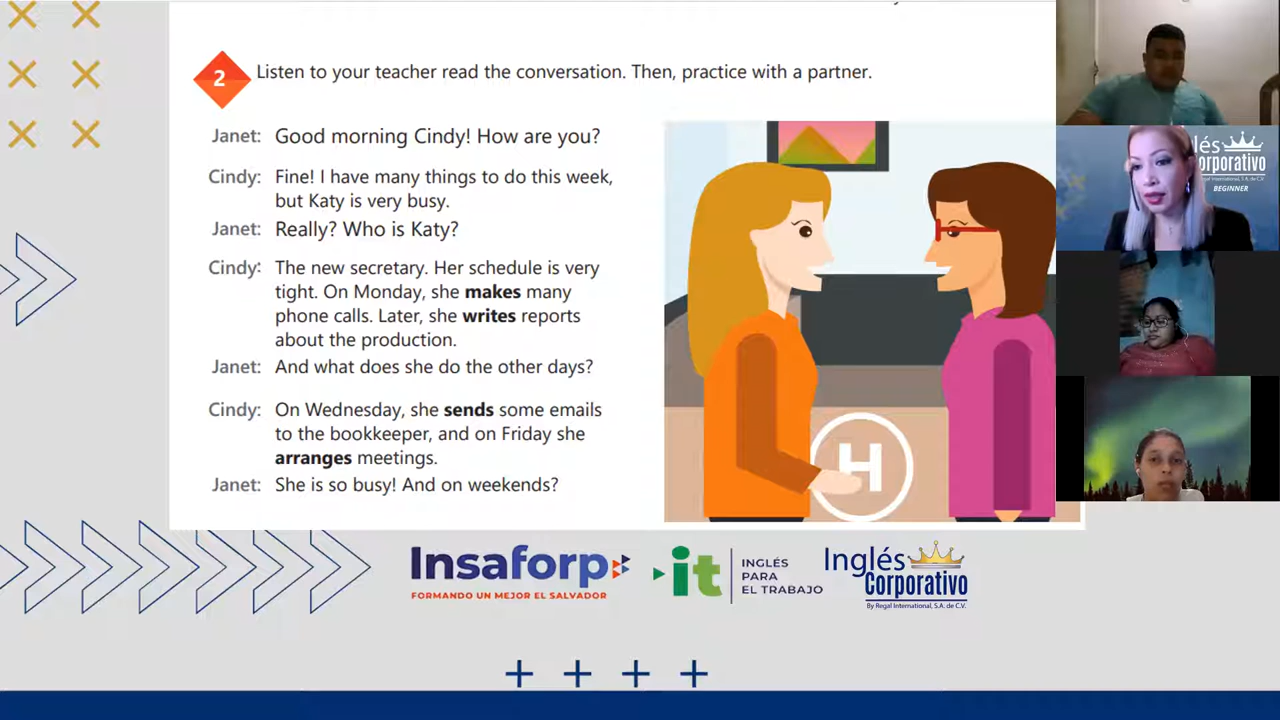 2
Listen to your teacher read the conversation. Then, practice with a partner.
Janet: Good morning Cindy! How are you?
Cindy: Fine! I have many things to do this week,
but Katy is very busy.
Janet: Really? Who is Katy?
Cindy: The new secretary. Her schedule is very
tight. On Monday, she makes many
phone calls. Later, she writes reports
about the production.
Janet: And what does she do the other days?
Cindy: On Wednesday, she sends some emails
to the bookkeeper, and on Friday she
arranges meetings.
Janet: She is so busy! And on weekends?
H
lés
orporativo
Regal International, S.A. de C.V.
BEGINNER
Insaforp
FORMANDO UN MEJOR EL SALVADOR
it
INGLÉS
PARA
EL TRABAJO
Inglés
Corporativo
By Regal International, S.A. de C.V.